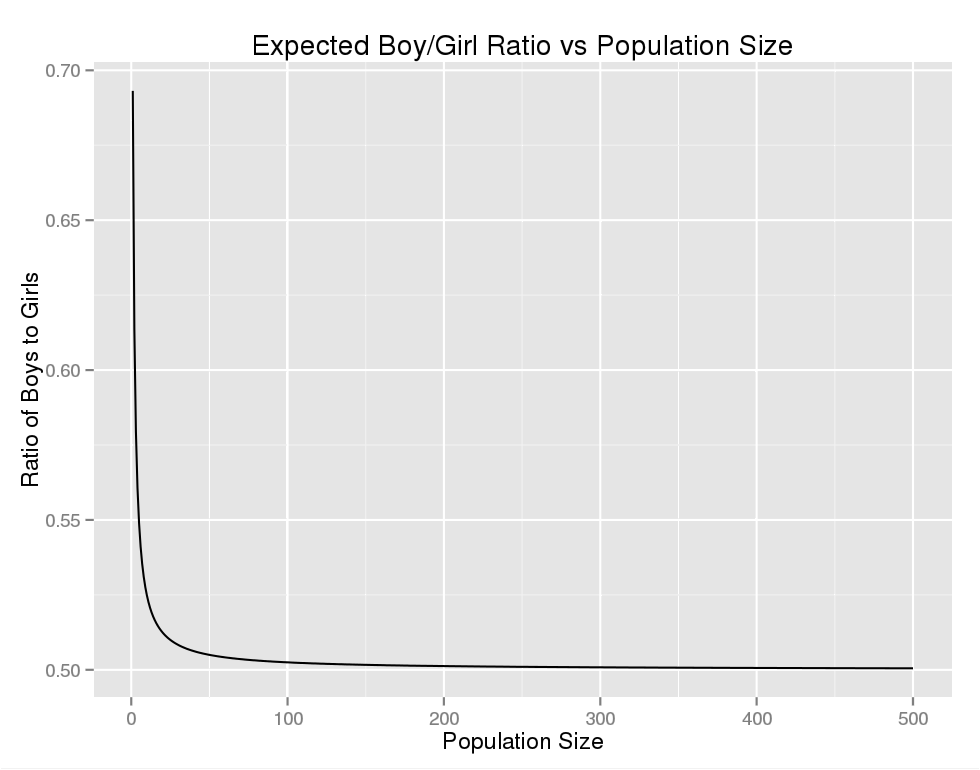 Expected Boy/Girl Ratio vs Population Size
Ratio of Boys to Girls
0.70
0.65
0.60
0.55
0.50
0 100 200 300 400 500
Population Size